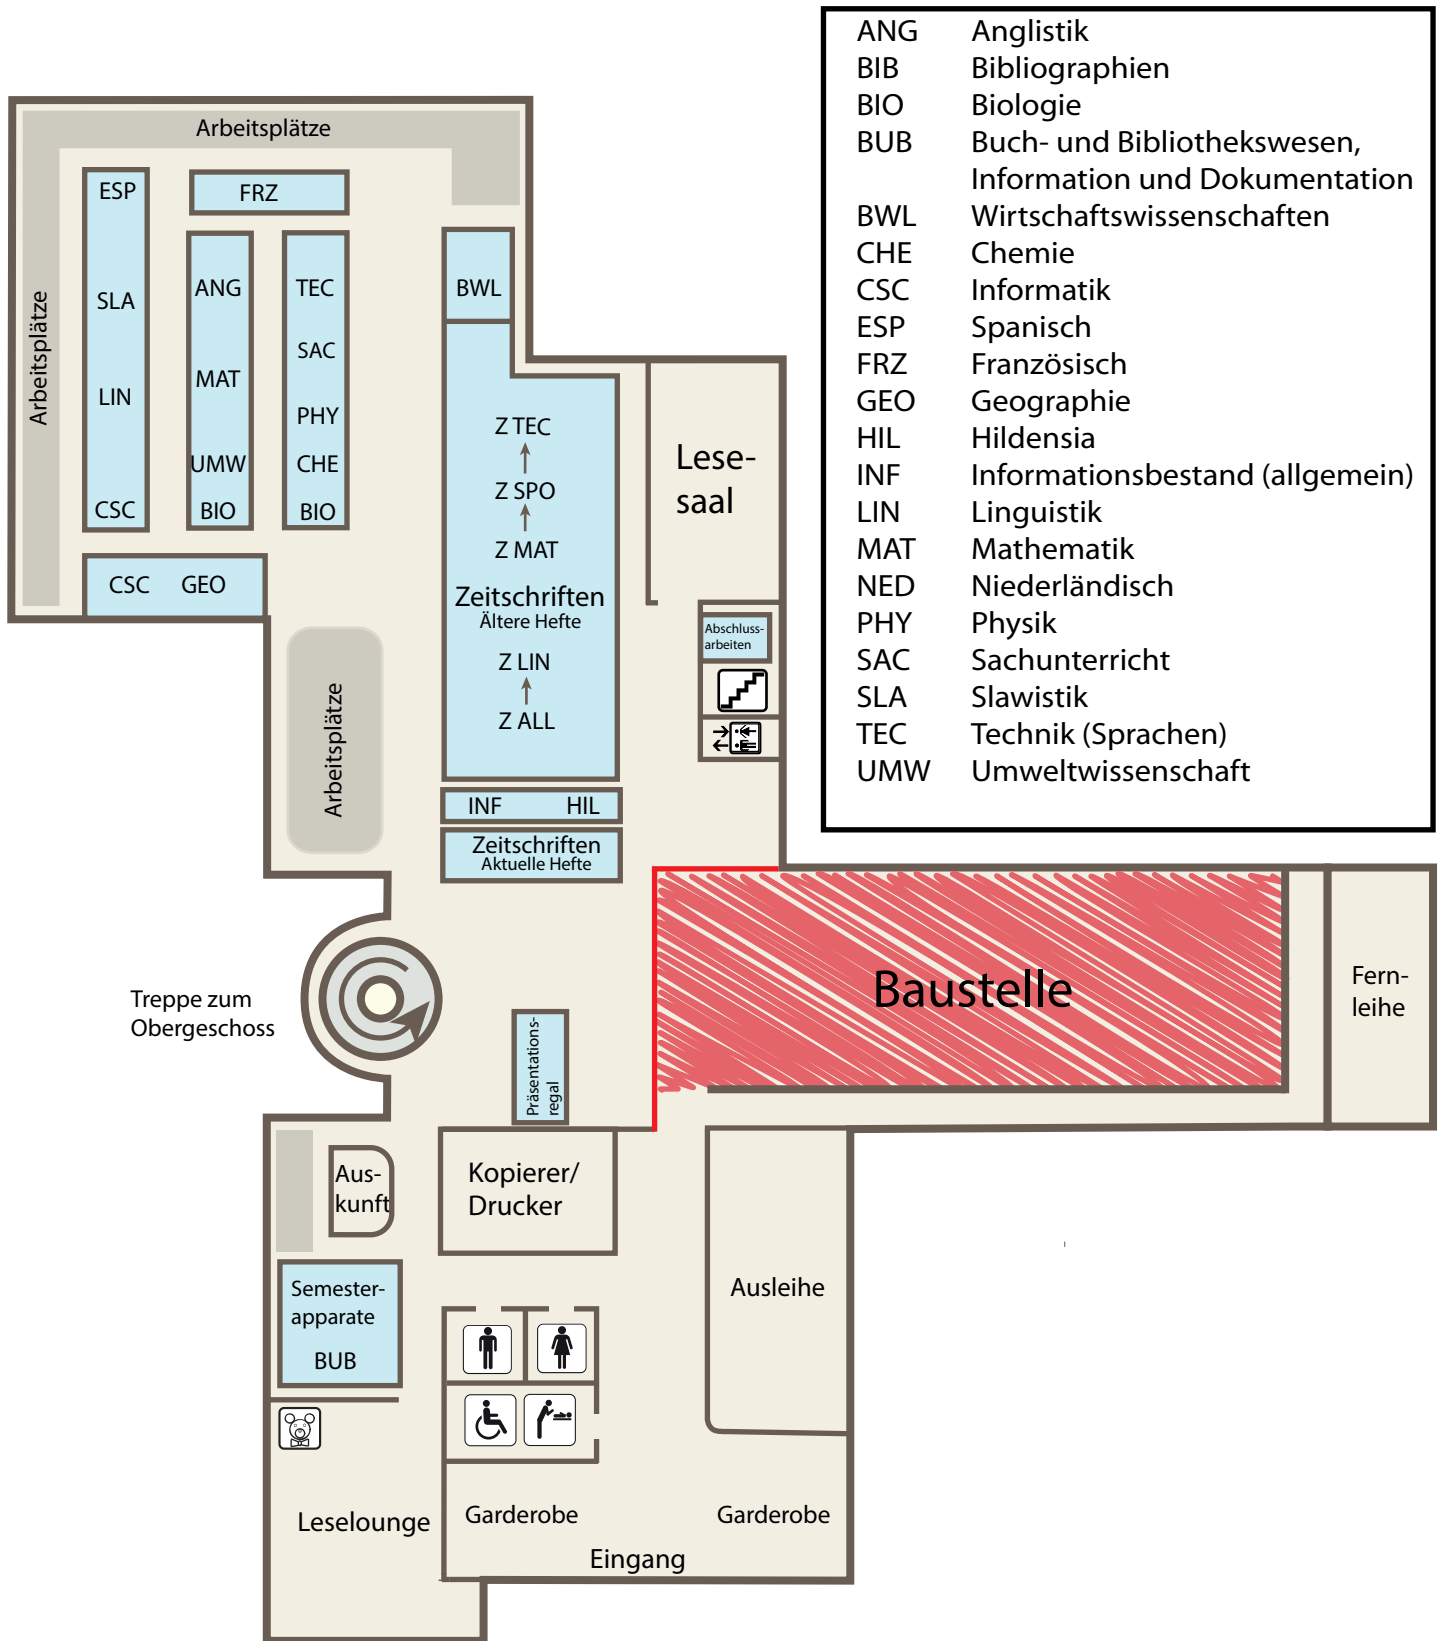 ANG Anglistik
BIB Bibliographien
BIO Biologie
BUB Buch- und Bibliothekswesen,
Information und Dokumentation
BWL Wirtschaftswissenschaften
CHE Chemie
CSC Informatik
ESP Spanisch
FRZ Französisch
GEO Geographie
HIL Hildensia
INF Informationsbestand (allgemein)
LIN Linguistik
MAT Mathematik
NED Niederländisch
PHY Physik
SAC Sachunterricht
SLA Slawistik
TEC Technik (Sprachen)
UMW Umweltwissenschaft
Arbeitsplätze
Arbeitsplätze
ESP
SLA
LIN
CSC
FRZ
ANG
MAT
UMW
BIO
TEC
SAC
PHY
CHE
BIO
CSC GEO
BWL
Z TEC
Z SPO
Z MAT
Zeitschriften
Ältere Hefte
Z LIN
Z ALL
Lese-
saal
Abschluss-
arbeiten
Arbeitsplätze
INF HIL
Zeitschriften
Aktuelle Hefte
Baustelle
Fern-
leihe
Treppe zum
Obergeschoss
Präsentations-
regal
Aus-
kunft
Kopierer/
Drucker
Semester-
apparate
BUB
Ausleihe
Leselounge
Garderobe
Garderobe
Eingang